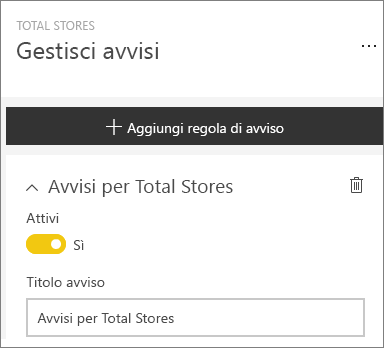 TOTAL STORES
Gestisci avvisi
Aggiungi regola di avviso
Avvisi per Total Stores
Attivi
Sì
Titolo avviso
Avvisi per Total Stores